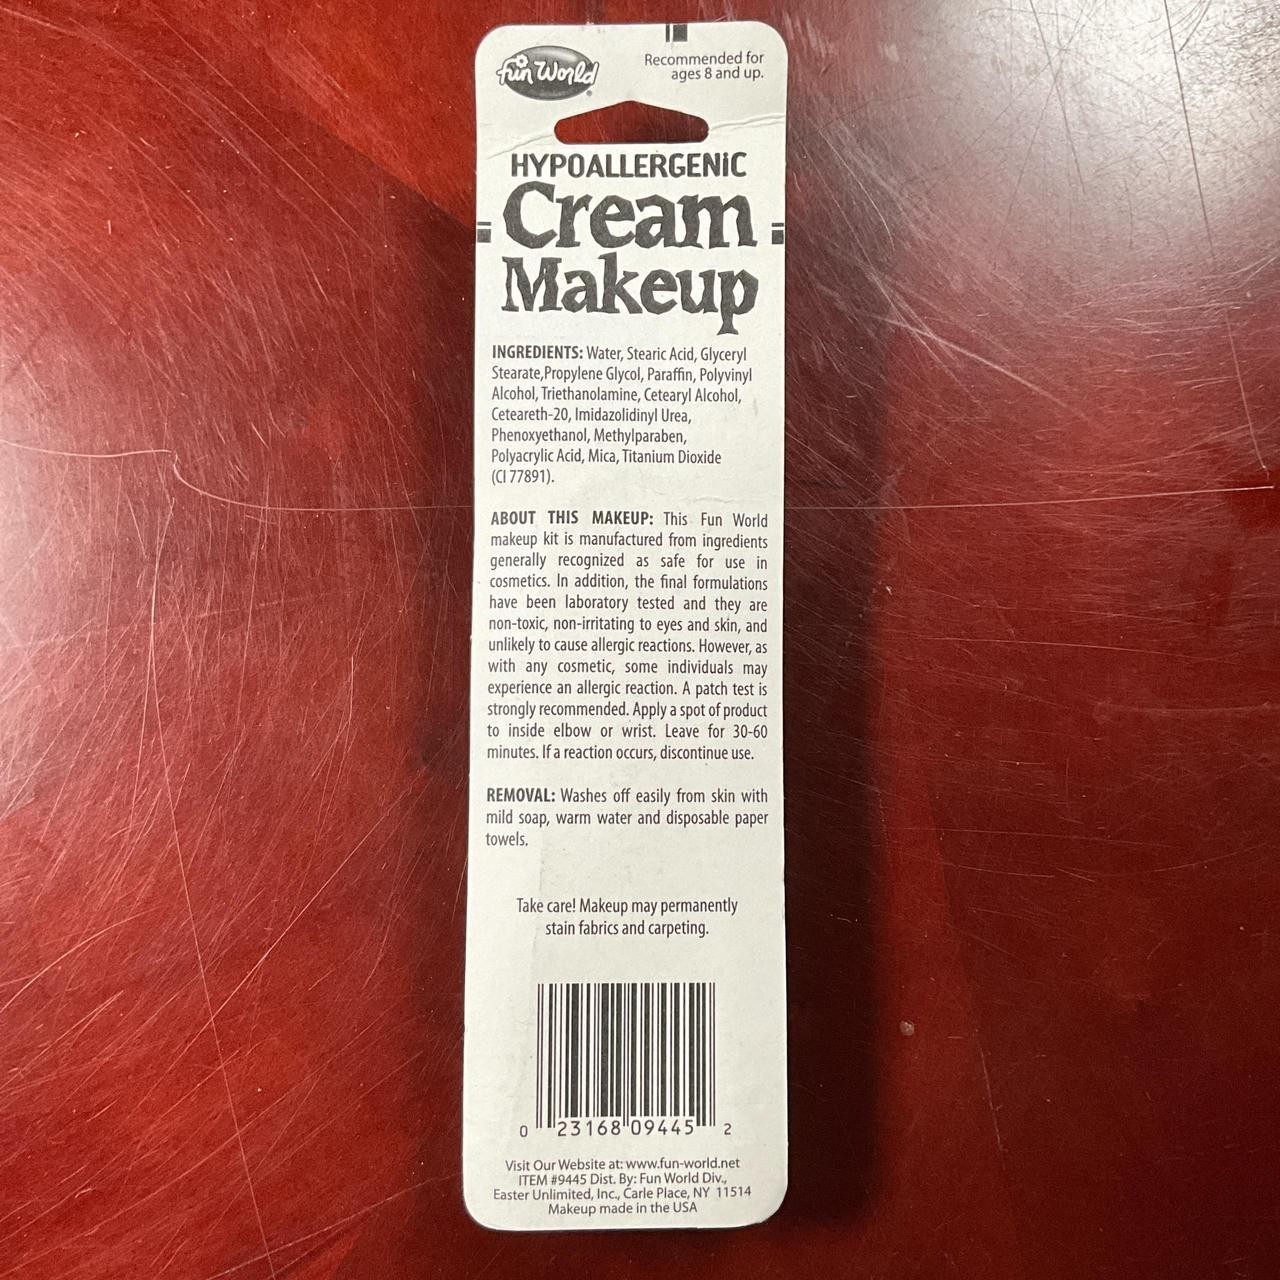 fun World
Recommended for
ages 8 and up.
HYPOALLERGENIC
Cream
Makeup
INGREDIENTS: Water, Stearic Acid, Glyceryl
Stearate,Propylene Glycol, Paraffin, Polyvinyl
Alcohol, Triethanolamine, Cetearyl Alcohol,
Ceteareth-20, Imidazolidinyl Urea,
Phenoxyethanol, Methylparaben,
Polyacrylic Acid, Mica, Titanium Dioxide
(CI 77891).
ABOUT THIS MAKEUP: This Fun World
makeup kit is manufactured from ingredients
generally recognized as safe for use in
cosmetics. In addition, the final formulations
have been laboratory tested and they are
non-toxic, non-irritating to eyes and skin, and
unlikely to cause allergic reactions. However, as
with any cosmetic, some individuals may
experience an allergic reaction. A patch test is
strongly recommended. Apply a spot of product
to inside elbow or wrist. Leave for 30-60
minutes. If a reaction occurs, discontinue use.
REMOVAL: Washes off easily from skin with
mild soap, warm water and disposable paper
towels.
Take care! Makeup may permanently
stain fabrics and carpeting.
0 23168 09445 2
Visit Our Website at: www.fun-world.net
ITEM #9445 Dist. By: Fun World Div.,
Easter Unlimited, Inc., Carle Place, NY 11514
Makeup made in the USA